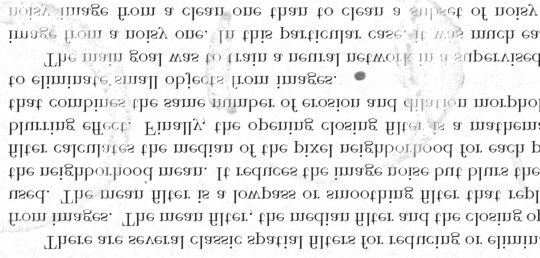 There are several classic spatial filters for reducing or elimin
from images. The mean filter, the median filter and the closing op
used. The mean filter is a lowpass or smoothing filter that repl
the neighborhood mean. It reduces the image noise but blurs the
filter calculates the median of the pixel neighborhood for each p
blurring effect. Finally, the opening closing filter is a mathema
that combines the same number of erosion and dilation morphol
to eliminate small objects from images.
The main goal was to train a neural network in a supervised
image from a noisy one. In this particular case, it was much ea
noisy image from a clean one than to clean a subset of noisy